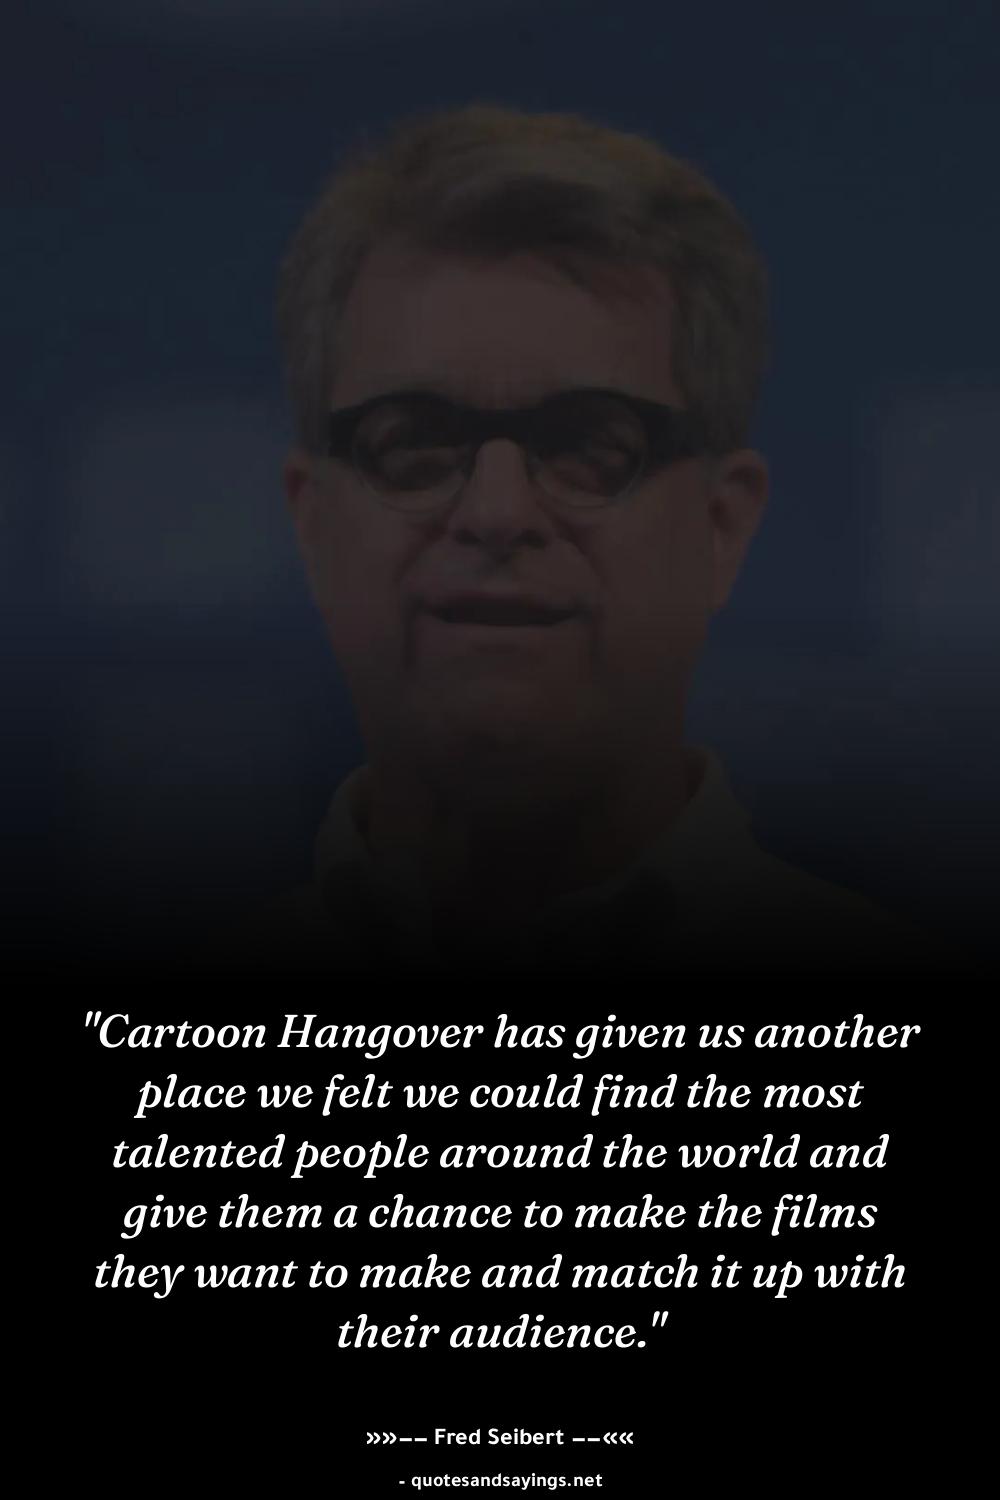 "Cartoon Hangover has given us another
place we felt we could find the most
talented people around the world and
give them a chance to make the films
they want to make and match it up with
their audience."
»»–– Fred Seibert ––««
- quotesandsayings.net